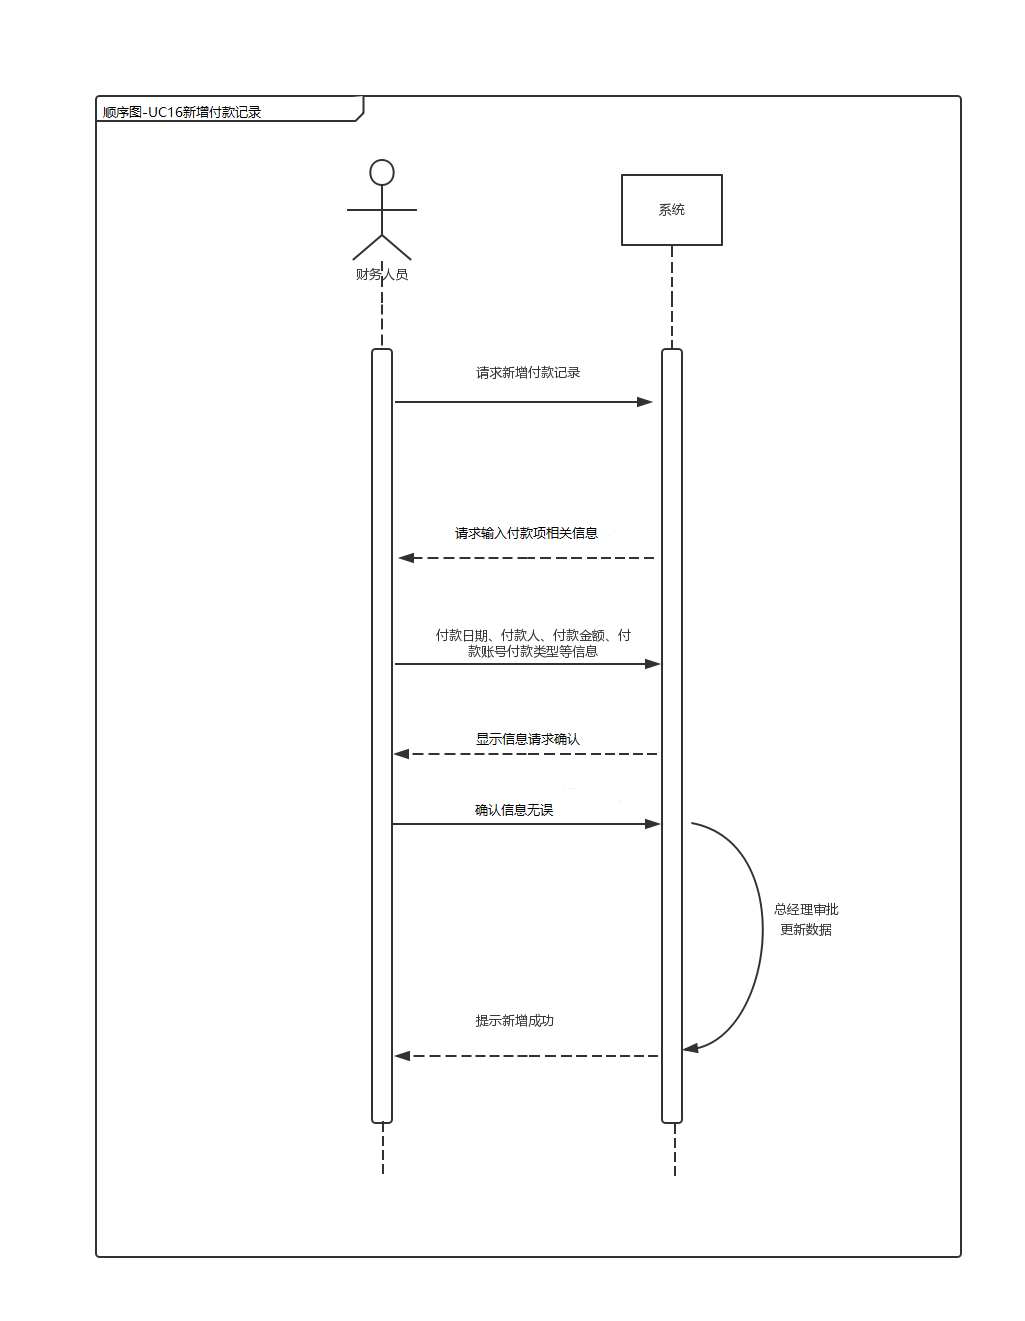 顺序图-UC16新增付款记录
系统
财务人员
请求新增付款记录
请求输入付款项相关信息
付款日期、付款人、付款金额、付
款账号付款类型等信息
显示信息请求确认
确认信息无误
总经理审批
更新数据
提示新增成功